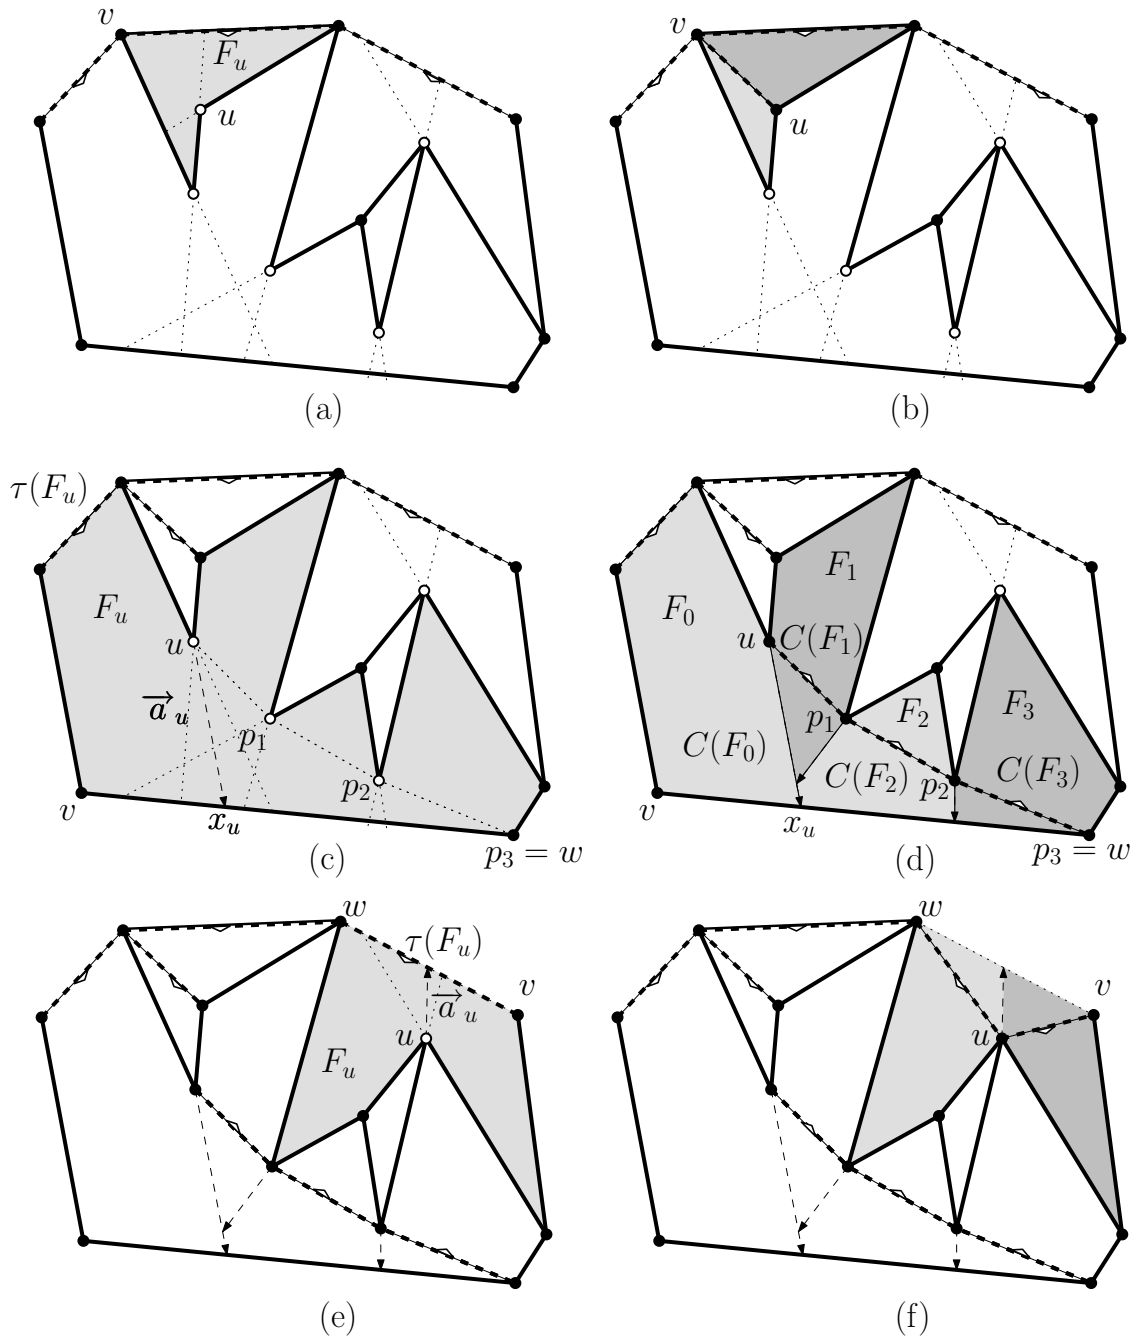 v
v
F_u
u
u
(a)
(b)
τ(F_u)
F_u
u
→a_u
p_1
p_2
v
x_u
p_3 = w
(c)
F_0
F_1
u
C(F_1)
p_1
F_2
F_3
C(F_0)
C(F_2)
p_2
C(F_3)
v
x_u
p_3 = w
(d)
w
τ(F_u)
v
→a_u
u
F_u
(e)
w
v
u
(f)